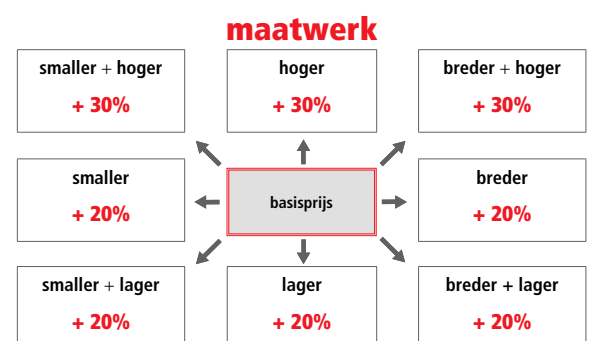 maatwerk
smaller + hoger
+ 30%
hoger
+ 30%
breder + hoger
+ 30%
smaller
+ 20%
basisprijs
breder
+ 20%
smaller + lager
+ 20%
lager
+ 20%
breder + lager
+ 20%